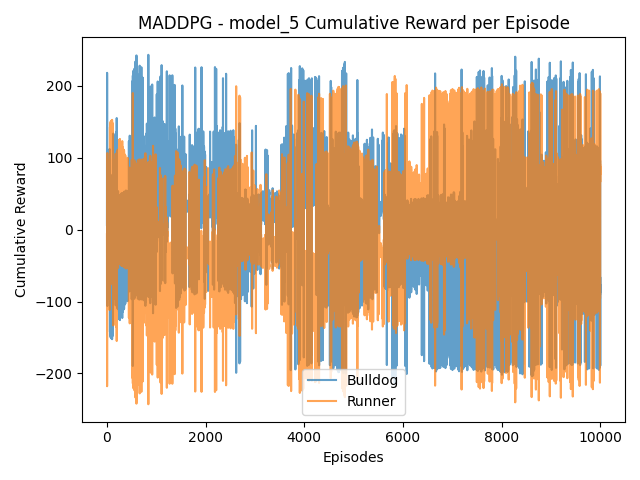 MADDPG - model_5 Cumulative Reward per Episode
Cumulative Reward
200
100
0
−100
−200
Bulldog
Runner
0 2000 4000 6000 8000 10000
Episodes